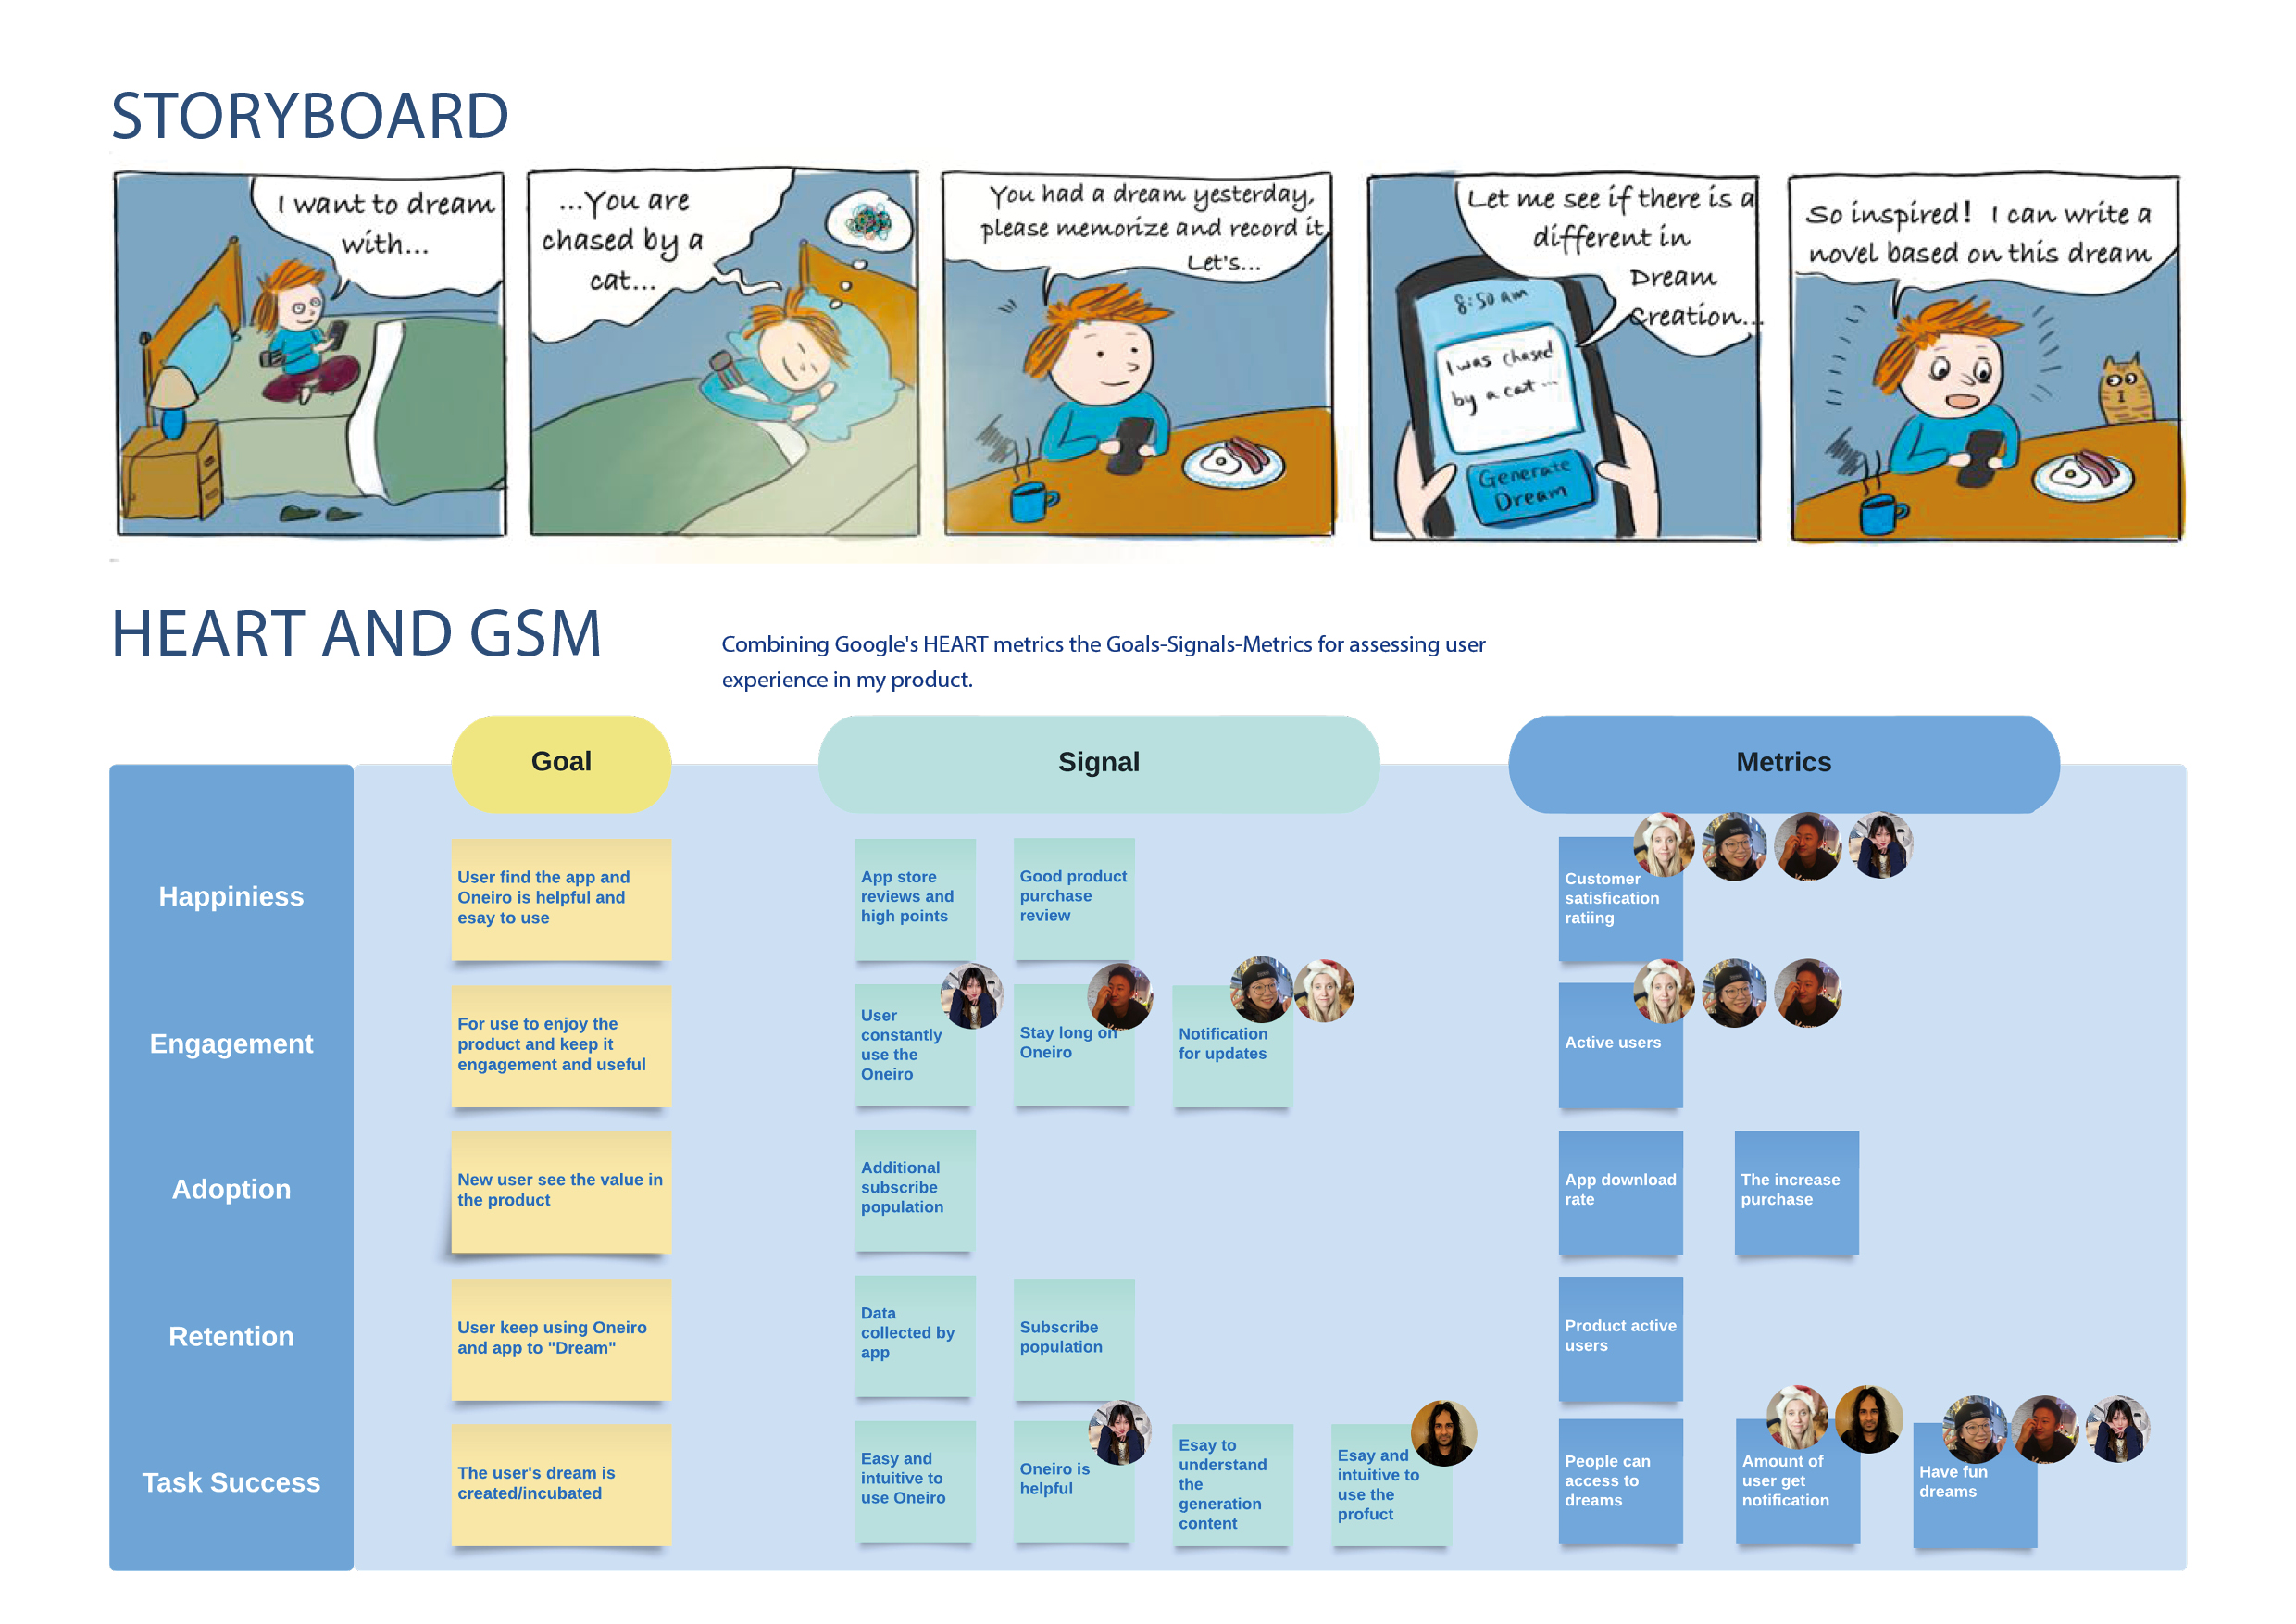 STORYBOARD
I want to dream
with...
...You are
chased by a
cat...
You had a dream yesterday,
please memorize and record it.
Let's...
Let me see if there is a
different in
Dream
Creation...
8:50 am
I was chased
by a cat ...
Generate
Dream
So inspired! I can write a
novel based on this dream
HEART AND GSM
Combining Google's HEART metrics the Goals-Signals-Metrics for assessing user
experience in my product.
Goal
Signal
Metrics
Happiniess
User find the app and
Oneiro is helpful and
esay to use
App store
reviews and
high points
Good product
purchase
review
Customer
satisfication
ratiing
Engagement
For use to enjoy the
product and keep it
engagement and useful
User
constantly
use the
Oneiro
Stay long on
Oneiro
Notification
for updates
Active users
Adoption
New user see the value in
the product
Additional
subscribe
population
App download
rate
The increase
purchase
Retention
User keep using Oneiro
and app to "Dream"
Data
collected by
app
Subscribe
population
Product active
users
Task Success
The user's dream is
created/incubated
Easy and
intuitive to
use Oneiro
Oneiro is
helpful
Esay to
understand
the
generation
content
Esay and
intuitive to
use the
profuct
People can
access to
dreams
Amount of
user get
notification
Have fun
dreams